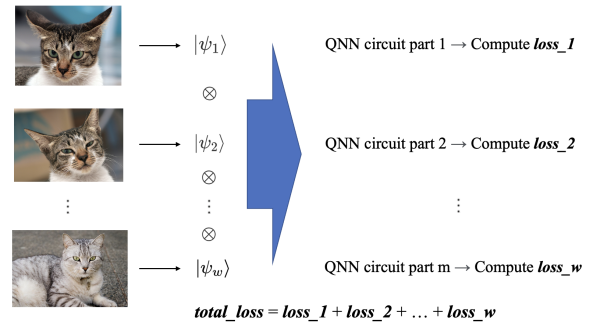 |ψ₁⟩ QNN circuit part 1 → Compute loss_1
⊗
|ψ₂⟩ QNN circuit part 2 → Compute loss_2
⊗
⋮ ⋮ ⋮
⊗
|ψ_w⟩ QNN circuit part m → Compute loss_w
total_loss = loss_1 + loss_2 + … + loss_w